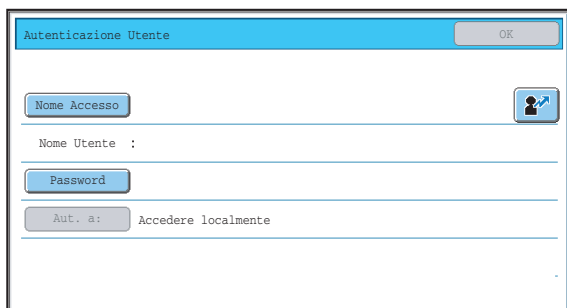 Autenticazione Utente OK
Nome Accesso
Nome Utente :
Password
Aut. a: Accedere localmente